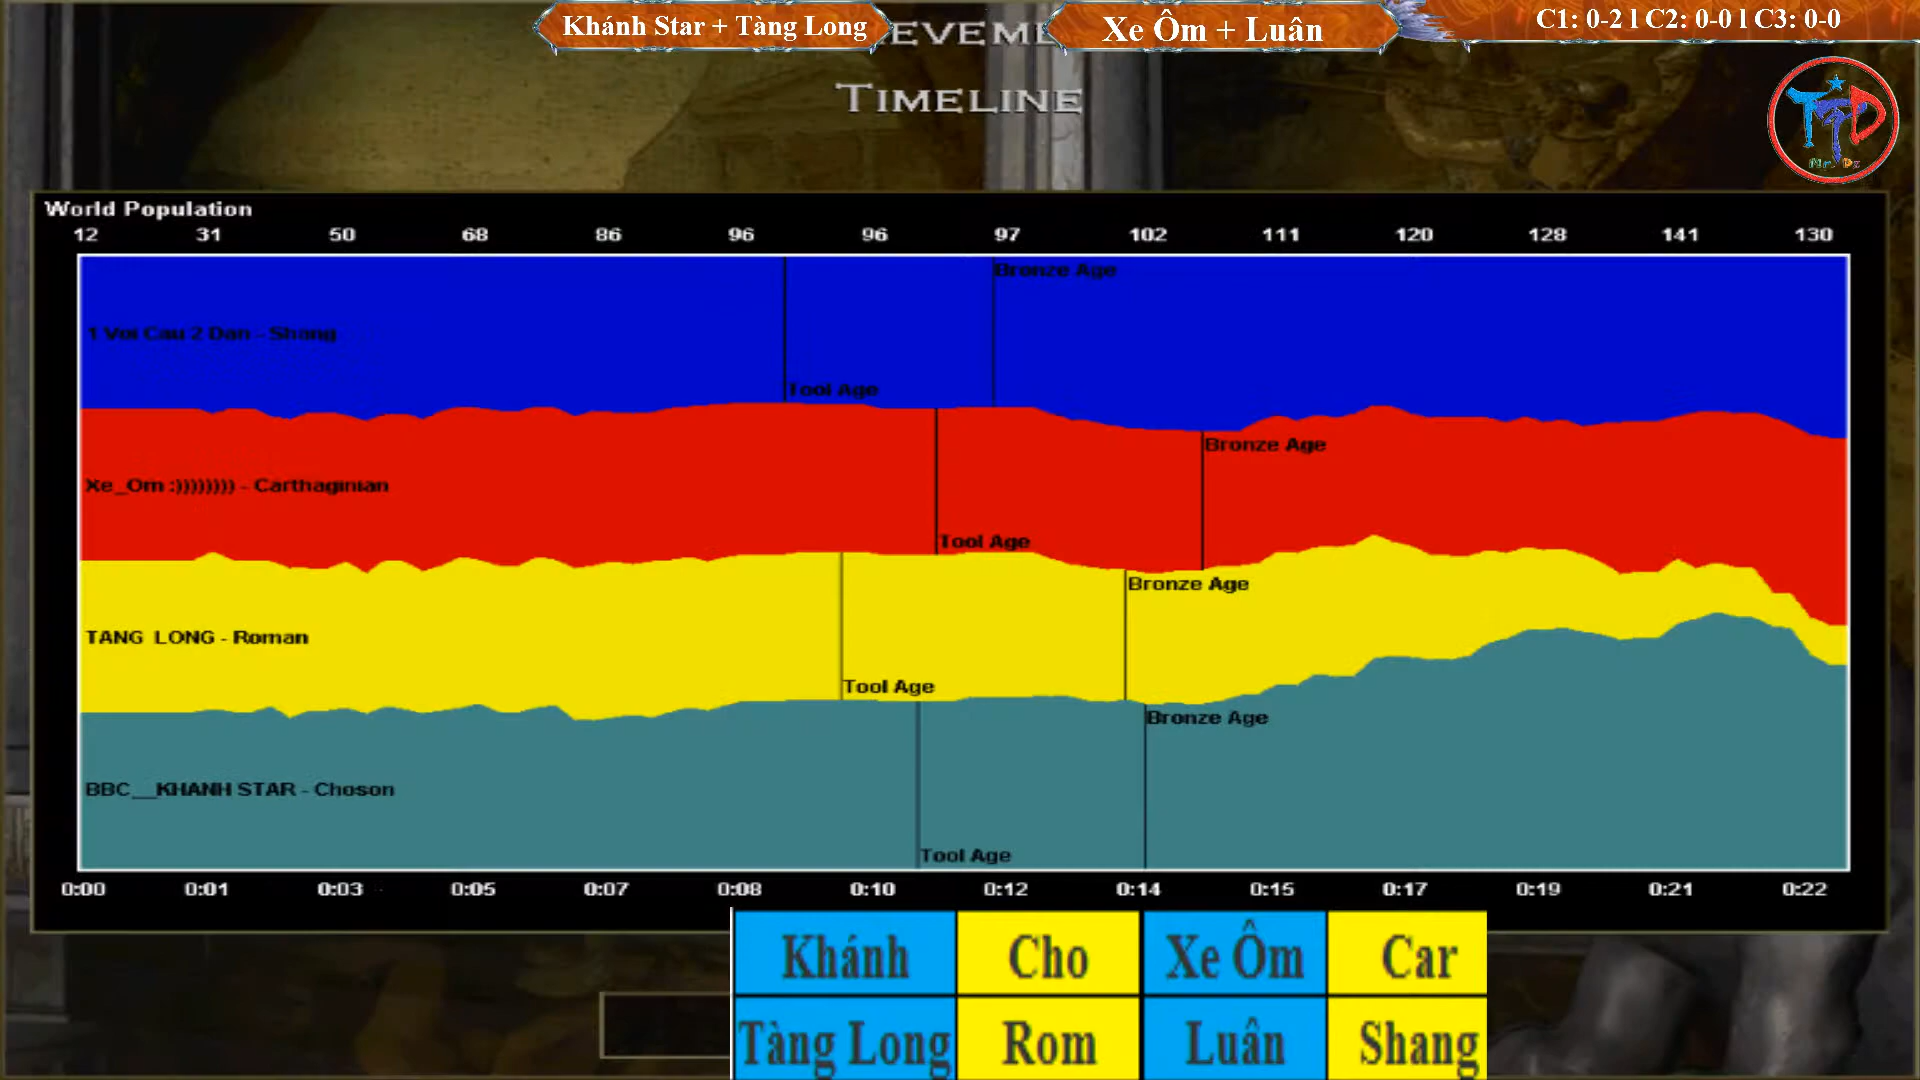 Khánh Star + Tàng Long
Xe Ôm + Luân
C1: 0-2 l C2: 0-0 l C3: 0-0
EVEME
TIMELINE
World Population
12 31 50 68 86 96 96 97 102 111 120 128 141 130
Bronze Age
1 Voi Cau 2 Dan - Shang
Tool Age
Bronze Age
Xe_Om :)))))))) - Carthaginian
Tool Age
Bronze Age
TANG LONG - Roman
Tool Age
Bronze Age
BBC__KHANH STAR - Choson
Tool Age
0:00 0:01 0:03 0:05 0:07 0:08 0:10 0:12 0:14 0:15 0:17 0:19 0:21 0:22
Khánh Cho Xe Ôm Car
Tàng Long Rom Luân Shang